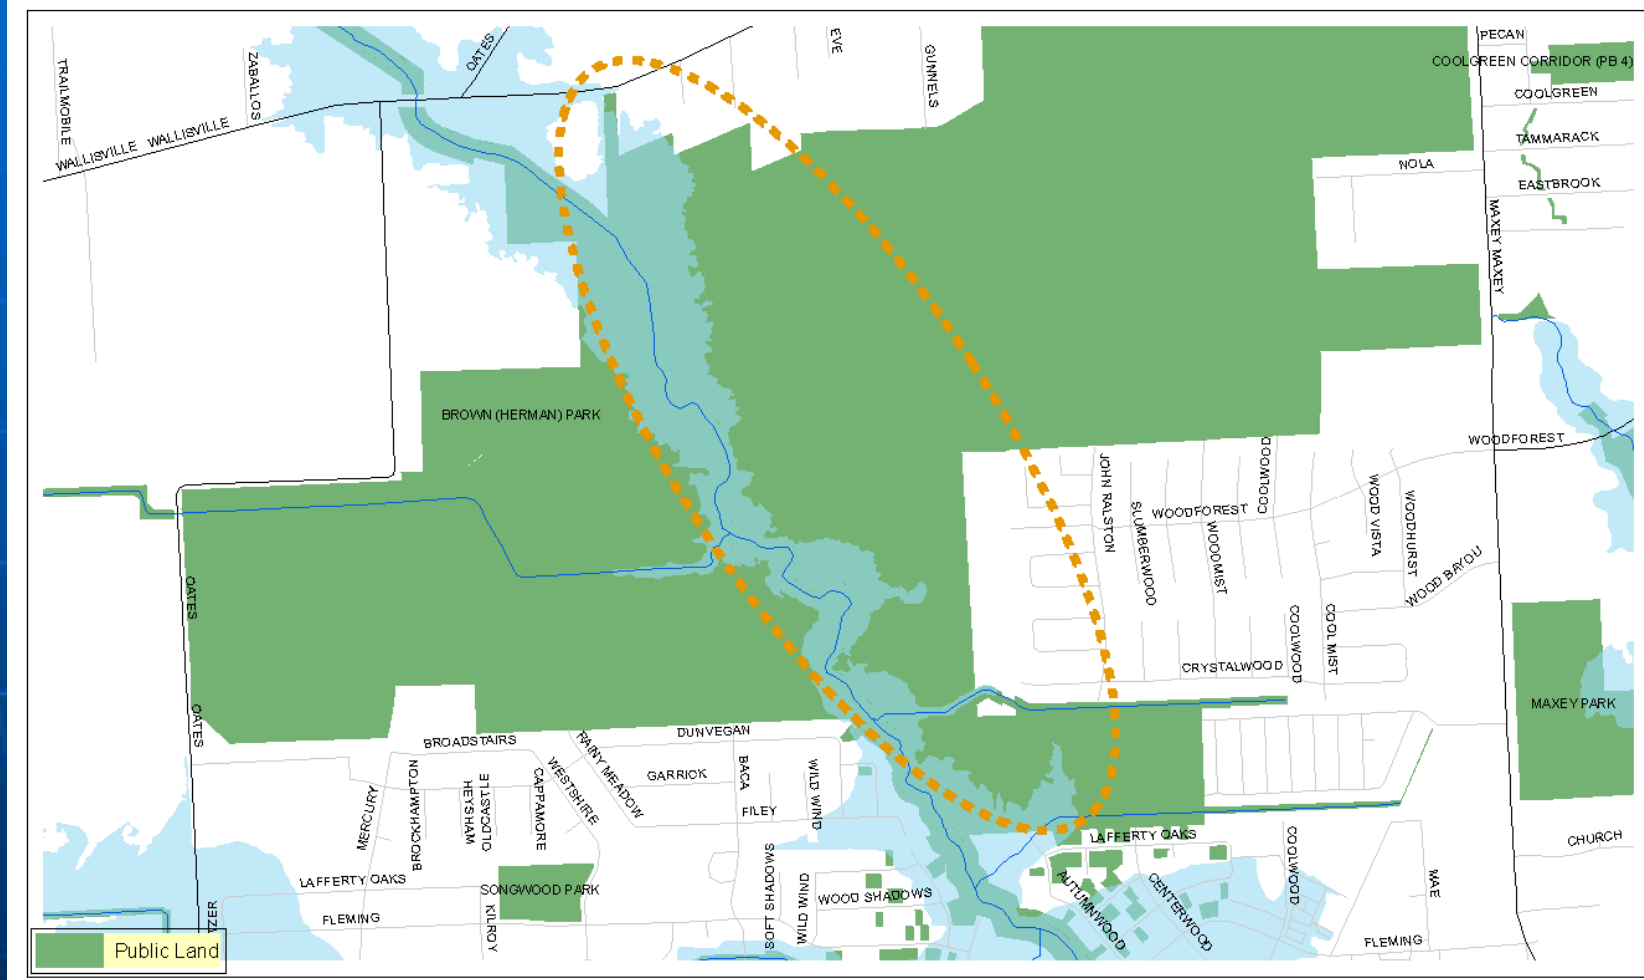 PECAN
EVE
OATES
GUNNELS
ZABALLOS
TRAILMOBILE
COOLGREEN CORRIDOR (PB 4)
COOLGREEN
WALLISVILLE WALLISVILLE
TAMMARACK
NOLA
EASTBROOK
MAXEY MAXEY
BROWN (HERMAN) PARK
WOODFOREST
COOLWOOD
JOHN RALSTON
SLUMBERWOOD
WOODFOREST
WOODMIST
WOOD VISTA
WOODHURST
WOOD BAYOU
OATES
COOLWOOD
COOL MIST
CRYSTALWOOD
MAXEY PARK
OATES
DUNVEGAN
BROADSTAIRS
RAINY MEADOW
WESTSHIRE
GARRICK
BACA
WILD WIND
MERCURY
BROCKHAMPTON
HEYSHAM
OLDCASTLE
CAPPAMORE
FILEY
LAFFERTY OAKS
COOLWOOD
CHURCH
LAFFERTY OAKS
SONGWOOD PARK
SOFT SHADOWS
WILD WIND
WOOD SHADOWS
AUTUMNWOOD
CENTERWOOD
MAE
FLEMING
KILROY
FLEMING
Public Land